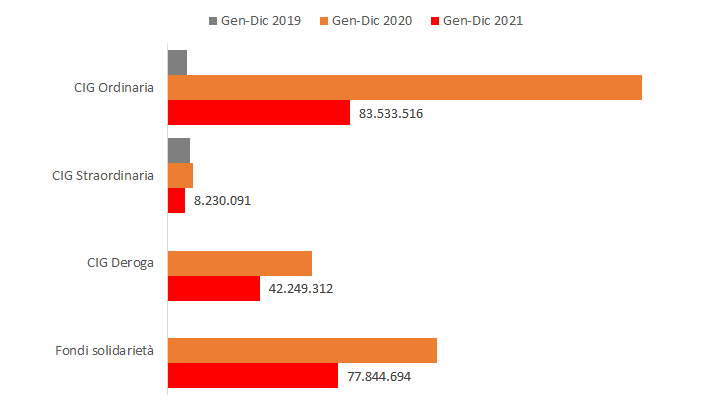 Gen-Dic 2019 Gen-Dic 2020 Gen-Dic 2021
CIG Ordinaria
83.533.516
CIG Straordinaria
8.230.091
CIG Deroga
42.249.312
Fondi solidarietà
77.844.694